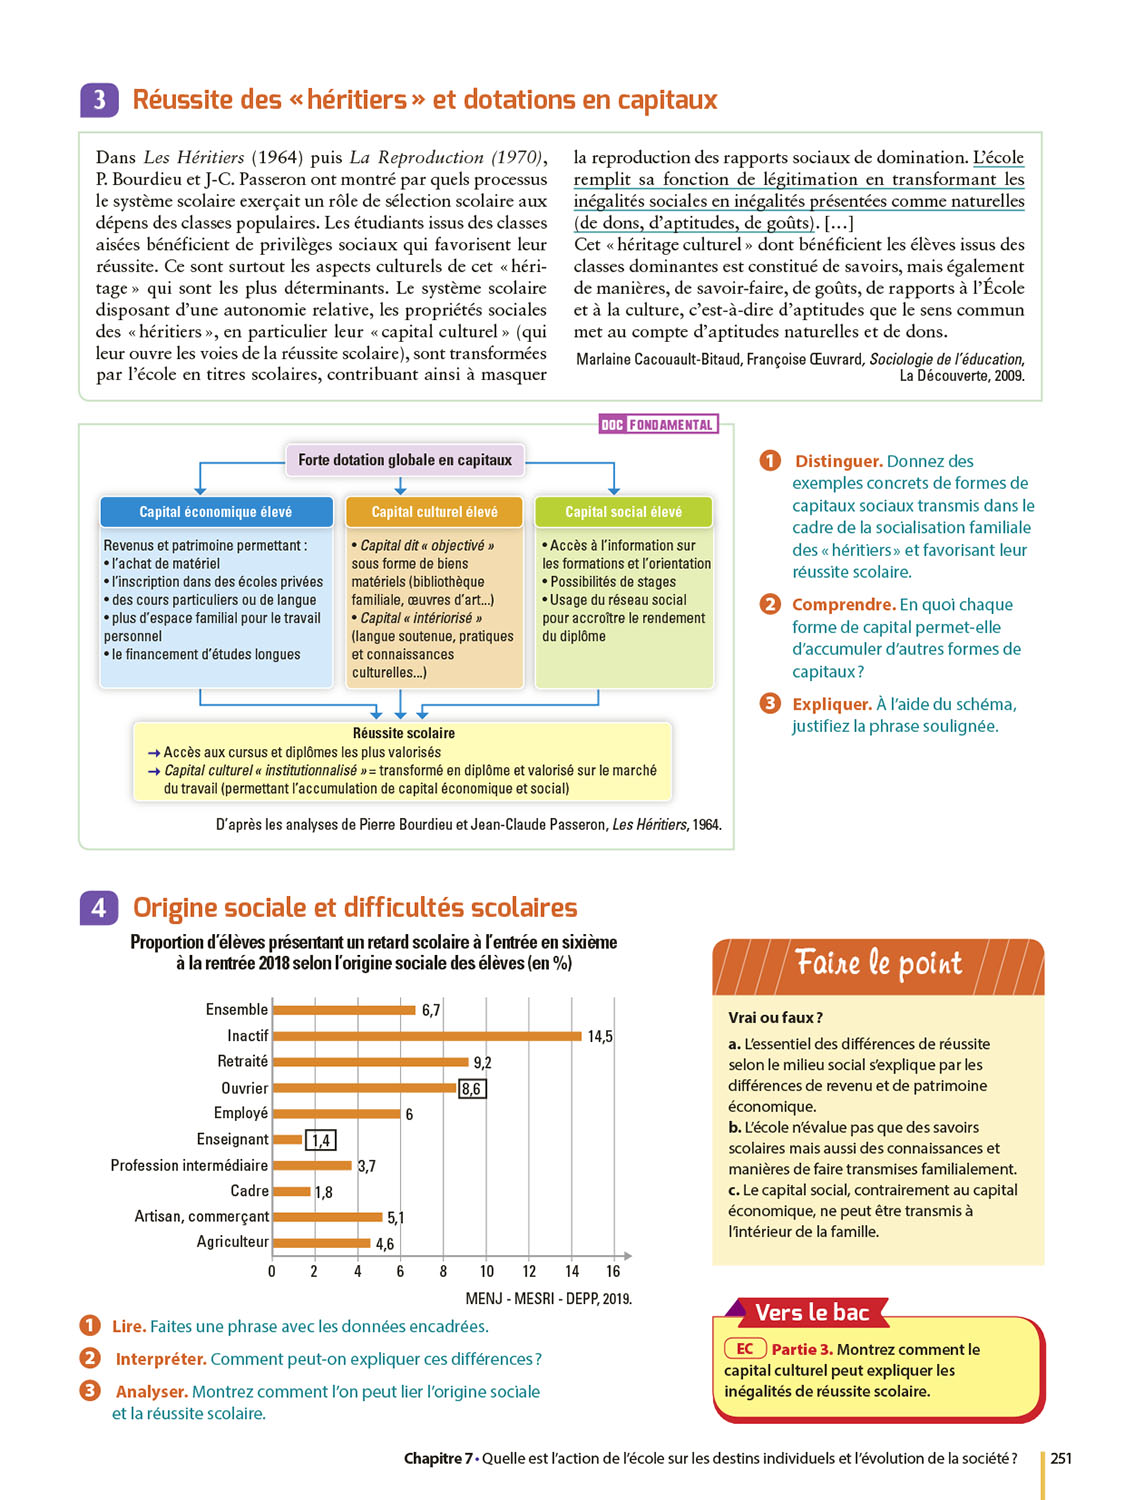 3 Réussite des « héritiers » et dotations en capitaux
Dans Les Héritiers (1964) puis La Reproduction (1970),
P. Bourdieu et J-C. Passeron ont montré par quels processus
le système scolaire exerçait un rôle de sélection scolaire aux
dépens des classes populaires. Les étudiants issus des classes
aisées bénéficient de privilèges sociaux qui favorisent leur
réussite. Ce sont surtout les aspects culturels de cet « héri-
tage » qui sont les plus déterminants. Le système scolaire
disposant d'une autonomie relative, les propriétés sociales
des « héritiers », en particulier leur « capital culturel » (qui
leur ouvre les voies de la réussite scolaire), sont transformées
par l'école en titres scolaires, contribuant ainsi à masquer
la reproduction des rapports sociaux de domination. L'école
remplit sa fonction de légitimation en transformant les
inégalités sociales en inégalités présentées comme naturelles
(de dons, d'aptitudes, de goûts). […]
Cet « héritage culturel » dont bénéficient les élèves issus des
classes dominantes est constitué de savoirs, mais également
de manières, de savoir-faire, de goûts, de rapports à l'École
et à la culture, c'est-à-dire d'aptitudes que le sens commun
met au compte d'aptitudes naturelles et de dons.
Marlaine Cacouault-Bitaud, Françoise Œuvrard, Sociologie de l'éducation,
La Découverte, 2009.
DOC FONDAMENTAL
Forte dotation globale en capitaux
Capital économique élevé
Revenus et patrimoine permettant :
• l'achat de matériel
• l'inscription dans des écoles privées
• des cours particuliers ou de langue
• plus d'espace familial pour le travail
personnel
• le financement d'études longues
Capital culturel élevé
• Capital dit « objectivé »
sous forme de biens
matériels (bibliothèque
familiale, œuvres d'art...)
• Capital « intériorisé »
(langue soutenue, pratiques
et connaissances
culturelles...)
Capital social élevé
• Accès à l'information sur
les formations et l'orientation
• Possibilités de stages
• Usage du réseau social
pour accroître le rendement
du diplôme
Réussite scolaire
→ Accès aux cursus et diplômes les plus valorisés
→ Capital culturel « institutionnalisé » = transformé en diplôme et valorisé sur le marché
du travail (permettant l'accumulation de capital économique et social)
D'après les analyses de Pierre Bourdieu et Jean-Claude Passeron, Les Héritiers, 1964.
1 Distinguer. Donnez des
exemples concrets de formes de
capitaux sociaux transmis dans le
cadre de la socialisation familiale
des « héritiers » et favorisant leur
réussite scolaire.
2 Comprendre. En quoi chaque
forme de capital permet-elle
d'accumuler d'autres formes de
capitaux ?
3 Expliquer. À l'aide du schéma,
justifiez la phrase soulignée.
4 Origine sociale et difficultés scolaires
Proportion d'élèves présentant un retard scolaire à l'entrée en sixième
à la rentrée 2018 selon l'origine sociale des élèves (en %)
Ensemble 6,7
Inactif 14,5
Retraité 9,2
Ouvrier 8,6
Employé 6
Enseignant 1,4
Profession intermédiaire 3,7
Cadre 1,8
Artisan, commerçant 5,1
Agriculteur 4,6
0 2 4 6 8 10 12 14 16
MENJ - MESRI - DEPP, 2019.
1 Lire. Faites une phrase avec les données encadrées.
2 Interpréter. Comment peut-on expliquer ces différences ?
3 Analyser. Montrez comment l'on peut lier l'origine sociale
et la réussite scolaire.
Faire le point
Vrai ou faux ?
a. L'essentiel des différences de réussite
selon le milieu social s'explique par les
différences de revenu et de patrimoine
économique.
b. L'école n'évalue pas que des savoirs
scolaires mais aussi des connaissances et
manières de faire transmises familialement.
c. Le capital social, contrairement au capital
économique, ne peut être transmis à
l'intérieur de la famille.
Vers le bac
EC Partie 3. Montrez comment le
capital culturel peut expliquer les
inégalités de réussite scolaire.
Chapitre 7 • Quelle est l'action de l'école sur les destins individuels et l'évolution de la société ? 251